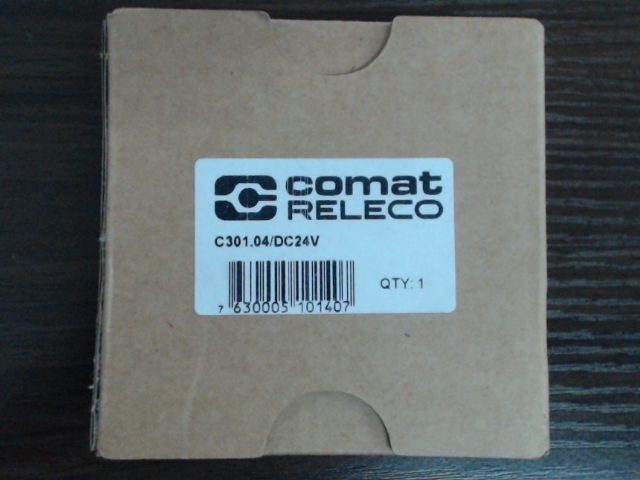 comat
RELECO
C301.04/DC24V
QTY: 1
7 630005 101407